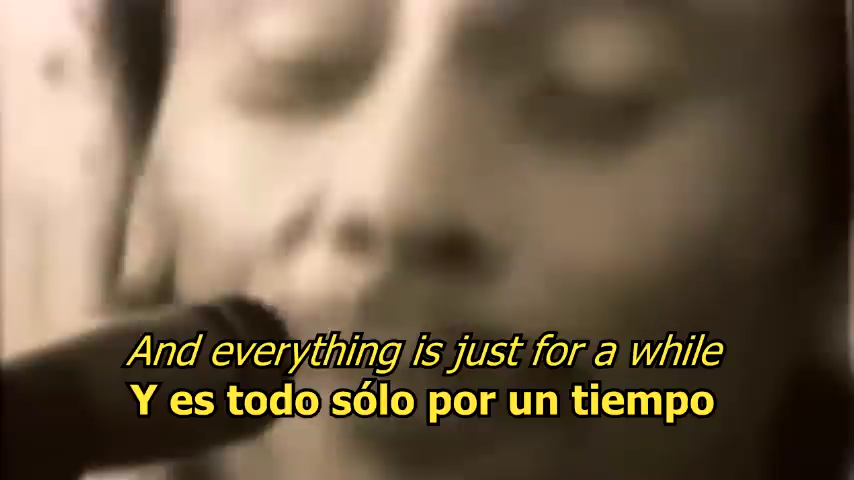 And everything is just for a while
Y es todo sólo por un tiempo